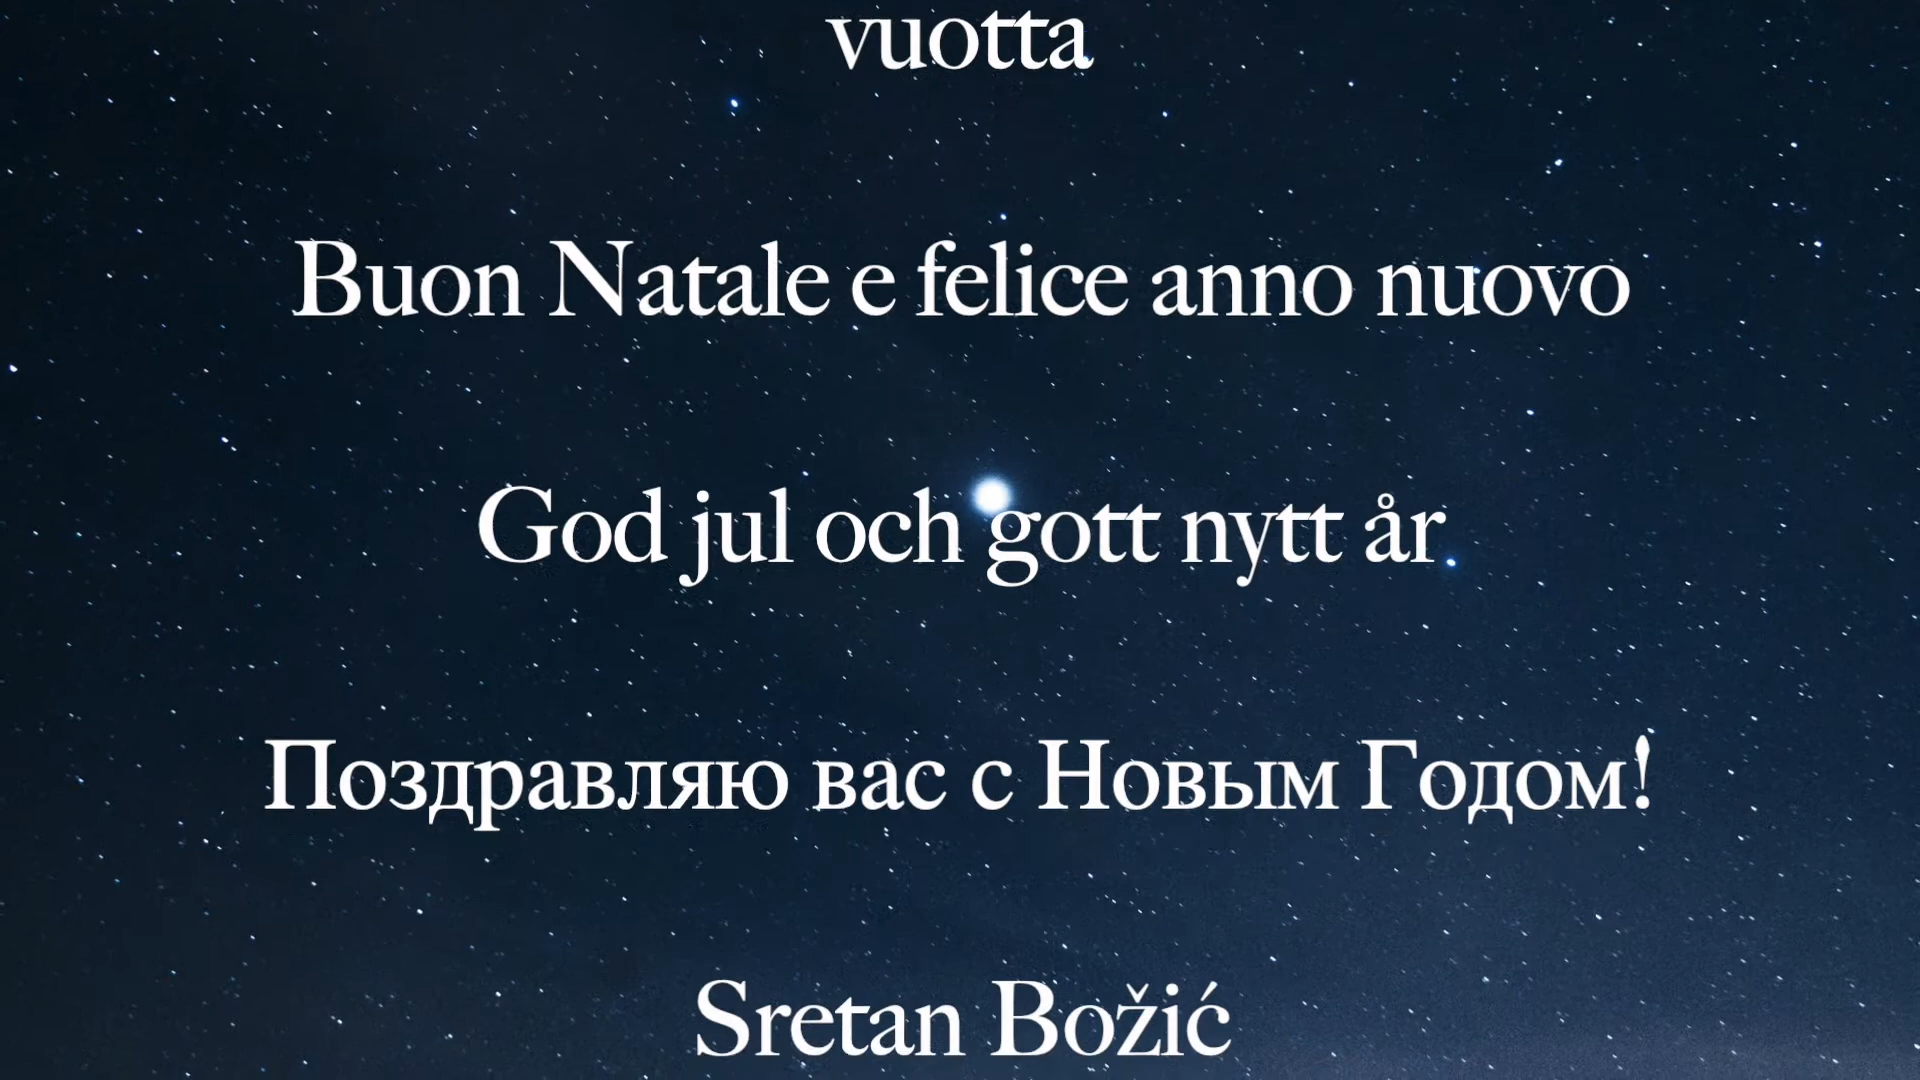 vuotta
Buon Natale e felice anno nuovo
God jul och gott nytt år
Поздравляю вас с Новым Годом!
Sretan Božić